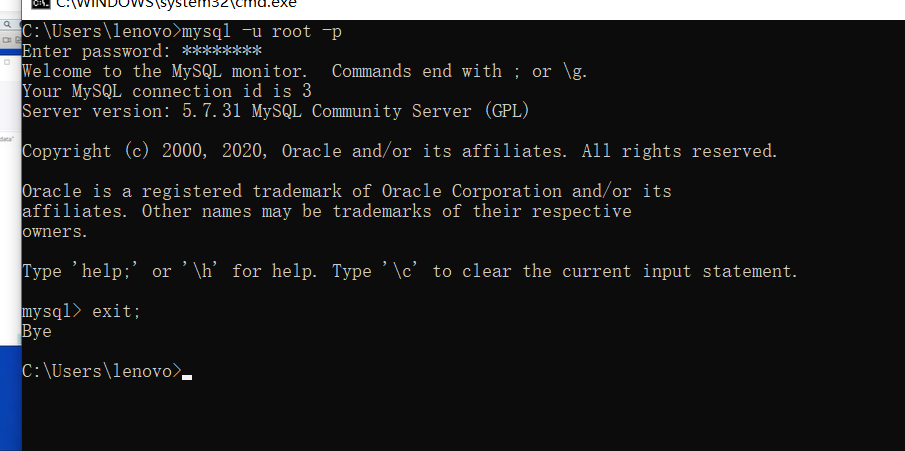 C:\WINDOWS\system32\cmd.exe
C:\Users\lenovo>mysql -u root -p
Enter password: ********
Welcome to the MySQL monitor.  Commands end with ; or \g.
Your MySQL connection id is 3
Server version: 5.7.31 MySQL Community Server (GPL)
Copyright (c) 2000, 2020, Oracle and/or its affiliates. All rights reserved.
Oracle is a registered trademark of Oracle Corporation and/or its
affiliates. Other names may be trademarks of their respective
owners.
Type 'help;' or '\h' for help. Type '\c' to clear the current input statement.
mysql> exit;
Bye
C:\Users\lenovo>
data"